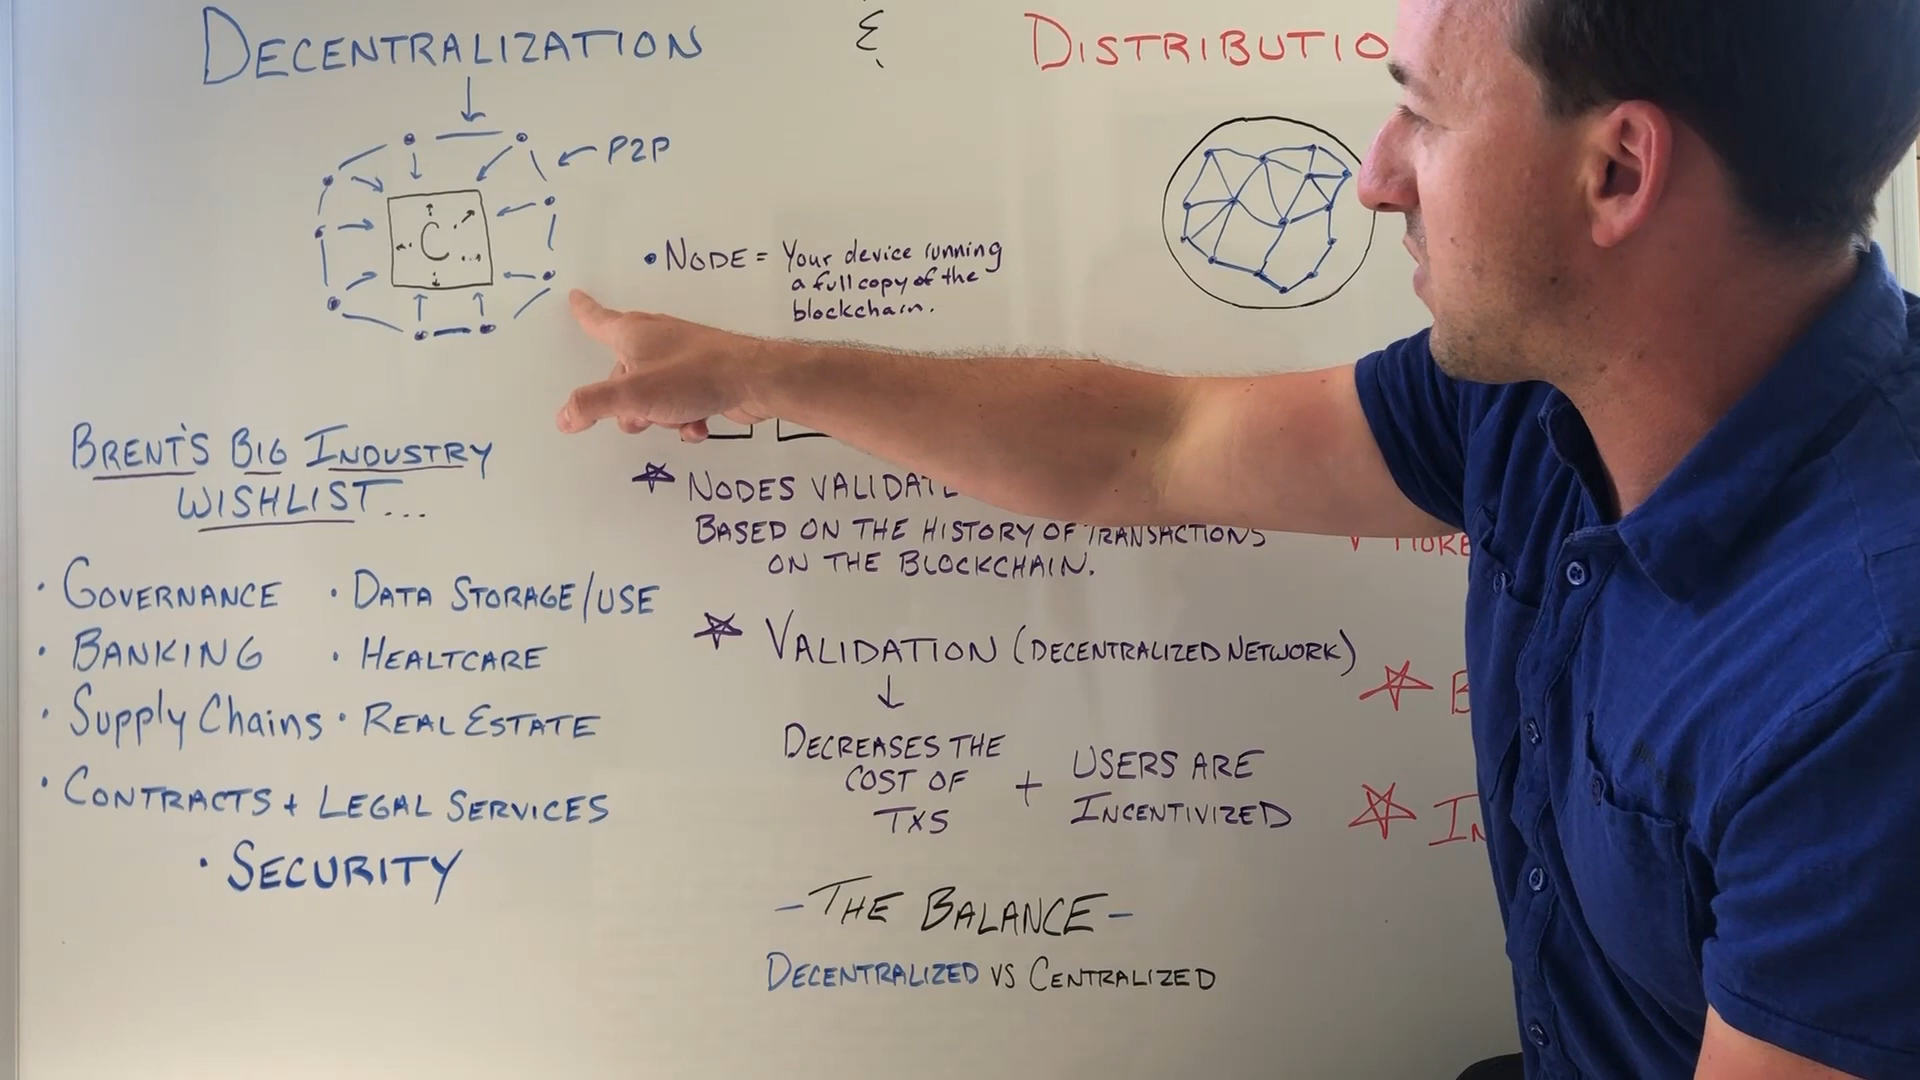 DECENTRALIZATION
&
DISTRIBUTIO
P2P
C
• NODE = Your device running
a full copy of the
blockchain.
BRENT'S BIG INDUSTRY
WISHLIST...
• GOVERNANCE
• DATA STORAGE/USE
• BANKING
• HEALTCARE
• Supply Chains
• REAL ESTATE
• CONTRACTS + LEGAL SERVICES
• SECURITY
NODES VALIDATE
BASED ON THE HISTORY OF TRANSACTIONS
ON THE BLOCKCHAIN.
VALIDATION (DECENTRALIZED NETWORK)
DECREASES THE
COST OF
TXS
+
USERS ARE
INCENTIVIZED
- THE BALANCE -
DECENTRALIZED VS CENTRALIZED
MORE
B
IN